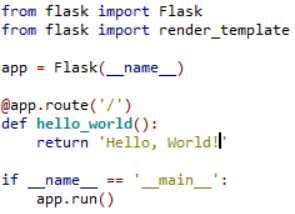 from flask import Flask
from flask import render_template
app = Flask(__name__)
@app.route('/')
def hello_world():
    return 'Hello, World!'
if __name__ == '__main__':
    app.run()